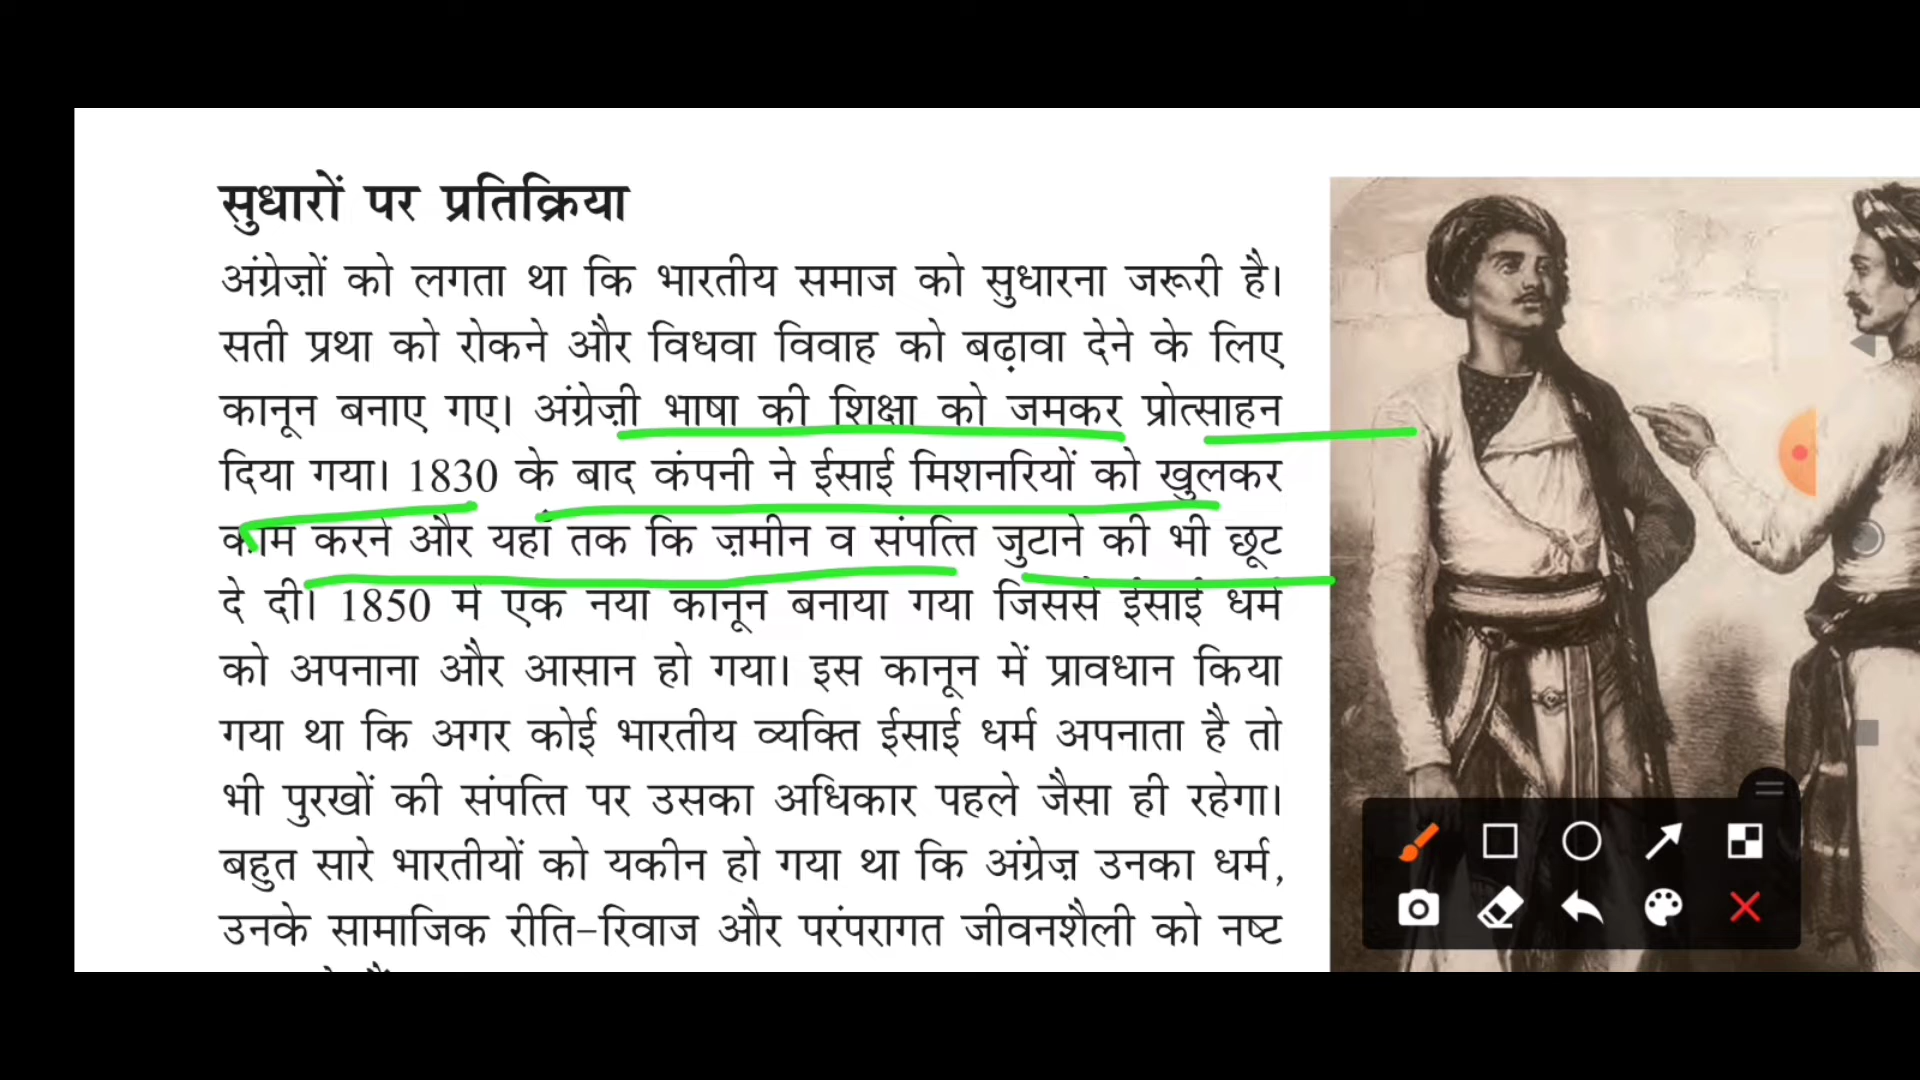 सुधारों पर प्रतिक्रिया
अंग्रेज़ों को लगता था कि भारतीय समाज को सुधारना जरूरी है।
सती प्रथा को रोकने और विधवा विवाह को बढ़ावा देने के लिए
कानून बनाए गए। अंग्रेज़ी भाषा की शिक्षा को जमकर प्रोत्साहन
दिया गया। 1830 के बाद कंपनी ने ईसाई मिशनरियों को खुलकर
काम करने और यहाँ तक कि ज़मीन व संपत्ति जुटाने की भी छूट
दे दी। 1850 में एक नया कानून बनाया गया जिससे ईसाई धर्म
को अपनाना और आसान हो गया। इस कानून में प्रावधान किया
गया था कि अगर कोई भारतीय व्यक्ति ईसाई धर्म अपनाता है तो
भी पुरखों की संपत्ति पर उसका अधिकार पहले जैसा ही रहेगा।
बहुत सारे भारतीयों को यकीन हो गया था कि अंग्रेज़ उनका धर्म,
उनके सामाजिक रीति-रिवाज और परंपरागत जीवनशैली को नष्ट